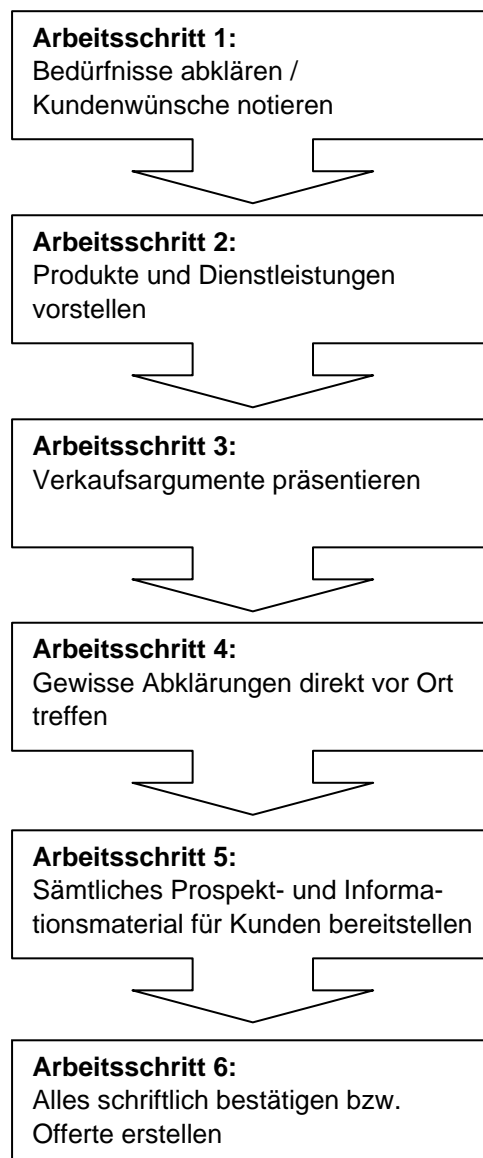 Arbeitsschritt 1:
Bedürfnisse abklären /
Kundenwünsche notieren
Arbeitsschritt 2:
Produkte und Dienstleistungen
vorstellen
Arbeitsschritt 3:
Verkaufsargumente präsentieren
Arbeitsschritt 4:
Gewisse Abklärungen direkt vor Ort
treffen
Arbeitsschritt 5:
Sämtliches Prospekt- und Informa-
tionsmaterial für Kunden bereitstellen
Arbeitsschritt 6:
Alles schriftlich bestätigen bzw.
Offerte erstellen